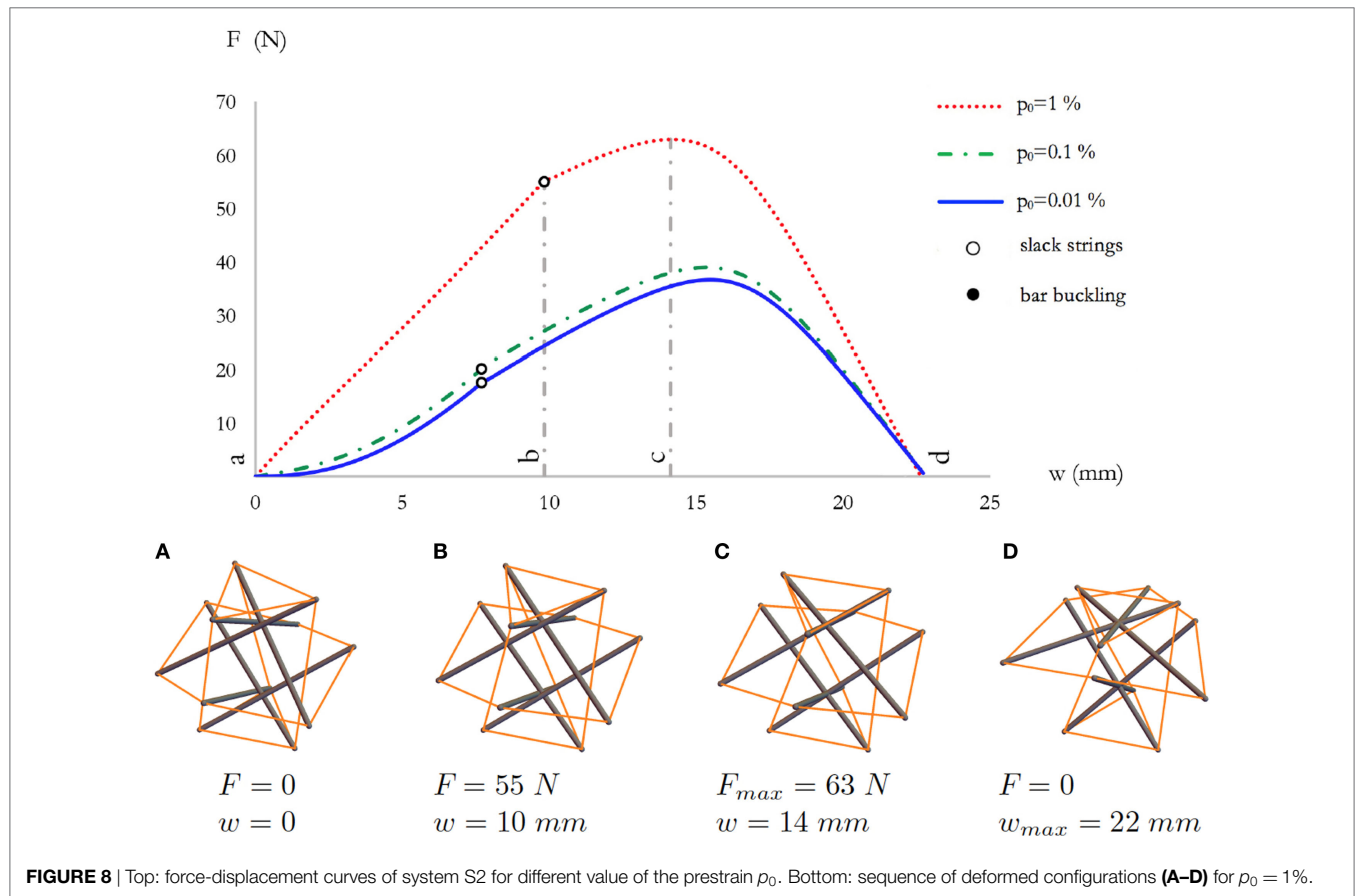 F (N)
70
60
50
40
30
20
10
a
b
c
d
0
5
10
15
20
25
w (mm)
p₀=1 %
p₀=0.1 %
p₀=0.01 %
slack strings
bar buckling
A
B
C
D
F = 0
w = 0
F = 55 N
w = 10 mm
Fₘₐₓ = 63 N
w = 14 mm
F = 0
wₘₐₓ = 22 mm
FIGURE 8 | Top: force-displacement curves of system S2 for different value of the prestrain p₀. Bottom: sequence of deformed configurations (A–D) for p₀ = 1%.